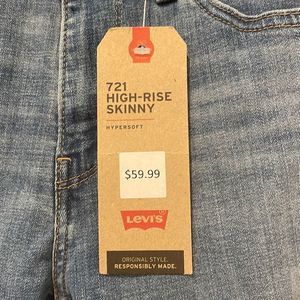 721
HIGH-RISE
SKINNY
HYPERSOFT
$59.99
LEVI'S
ORIGINAL STYLE.
RESPONSIBLY MADE.